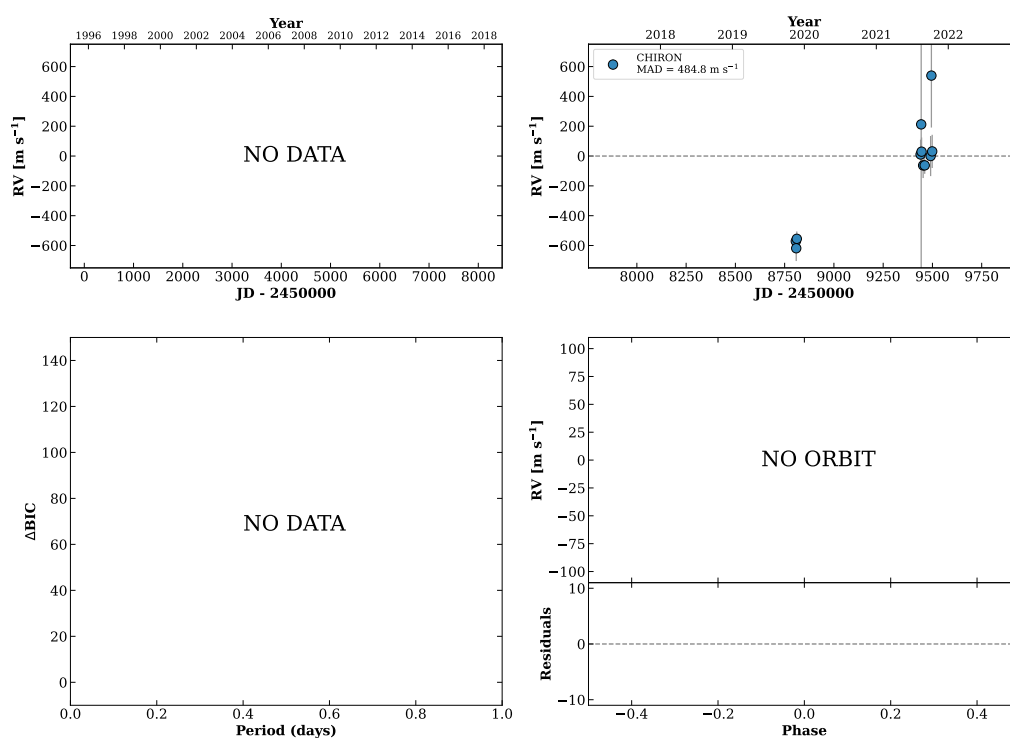 Year
1996 1998 2000 2002 2004 2006 2008 2010 2012 2014 2016 2018
600
400
200
0
−200
−400
−600
RV [m s⁻¹]
NO DATA
0 1000 2000 3000 4000 5000 6000 7000 8000
JD - 2450000
Year
2018 2019 2020 2021 2022
600
400
200
0
−200
−400
−600
RV [m s⁻¹]
CHIRON
MAD = 484.8 m s⁻¹
8000 8250 8500 8750 9000 9250 9500 9750
JD - 2450000
140
120
100
80
60
40
20
0
ΔBIC
NO DATA
0.0 0.2 0.4 0.6 0.8 1.0
Period (days)
100
75
50
25
0
−25
−50
−75
−100
RV [m s⁻¹]
NO ORBIT
10
0
−10
Residuals
−0.4 −0.2 0.0 0.2 0.4
Phase